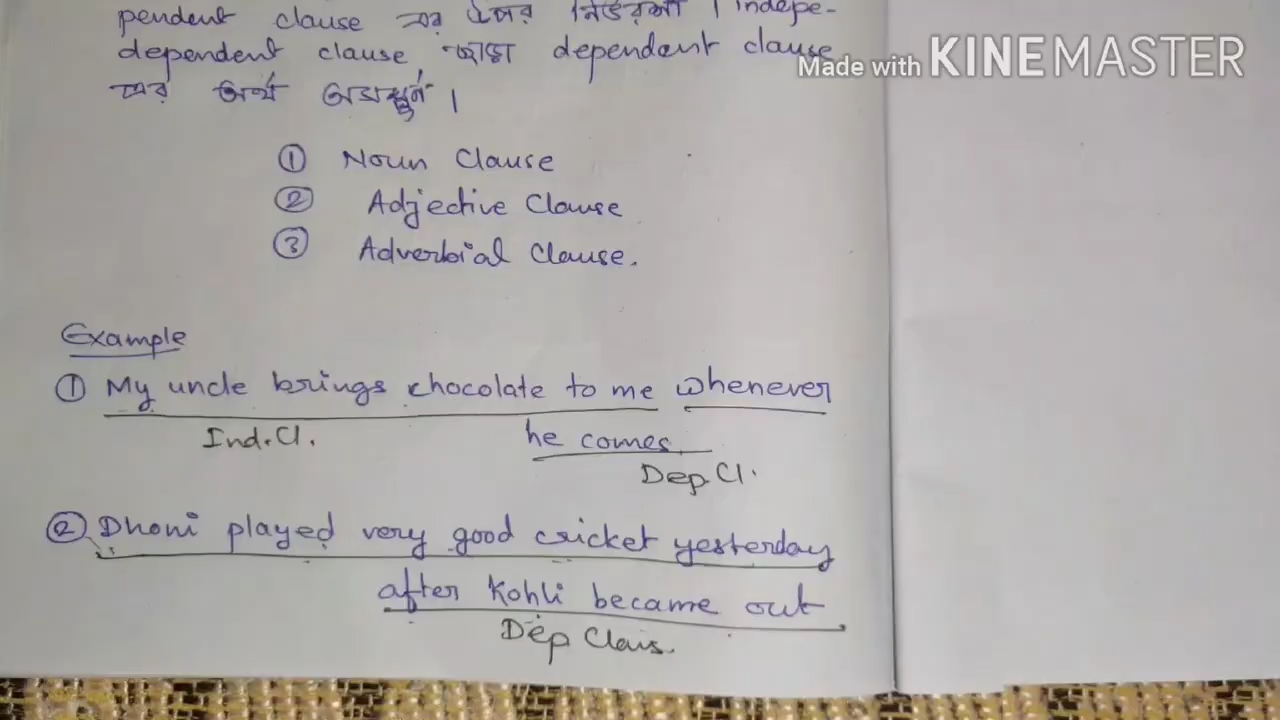 pendent clause এর উপর নির্ভরশীল । indepe-
dependent clause ছাড়া dependent clause
এর অর্থ অসম্পূর্ণ ।
Made with KINEMASTER
① Noun Clause
② Adjective Clause
③ Adverbial Clause.
Example
① My uncle brings chocolate to me whenever
Ind.Cl. he comes
Dep.Cl.
② Dhoni played very good cricket yesterday
after Kohli became out
Dep Claus.